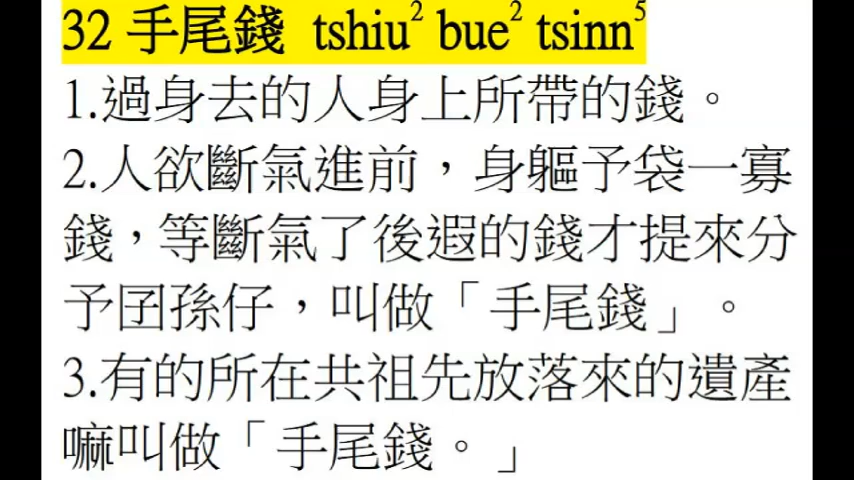 32 手尾錢 tshiu² bue² tsinn⁵
1.過身去的人身上所帶的錢。
2.人欲斷氣進前，身軀予袋一寡
錢，等斷氣了後遐的錢才提來分
予囝孫仔，叫做「手尾錢」。
3.有的所在共祖先放落來的遺產
嘛叫做「手尾錢。」